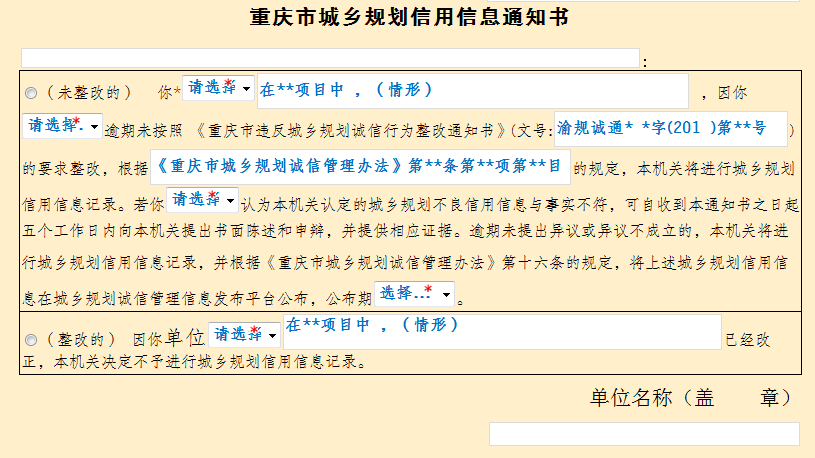 重庆市城乡规划信用信息通知书
：
（未整改的） 你* 请选择* 在**项目中 ，（情形） ，因你
请选择.* 逾期未按照 《重庆市违反城乡规划诚信行为整改通知书》(文号: 渝规诚通* *字(201 )第**号 )
的要求整改，根据 《重庆市城乡规划诚信管理办法》第**条第**项第**目 的规定，本机关将进行城乡规划
信用信息记录。若你 请选择* 认为本机关认定的城乡规划不良信用信息与事实不符，可自收到本通知书之日起
五个工作日内向本机关提出书面陈述和申辩，并提供相应证据。逾期未提出异议或异议不成立的，本机关将进
行城乡规划信用信息记录，并根据《重庆市城乡规划诚信管理办法》第十六条的规定，将上述城乡规划信用信
息在城乡规划诚信管理信息发布平台公布，公布期 选择...* 。
（整改的） 因你单位 请选择* 在**项目中 ，（情形） 已经改
正，本机关决定不予进行城乡规划信用信息记录。
单位名称（盖 章）